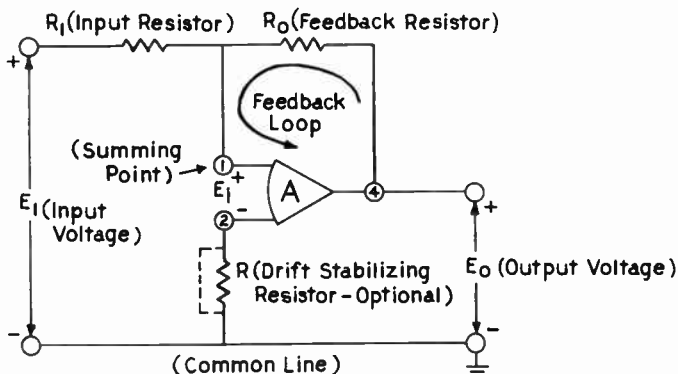 R₁(Input Resistor)
R₀(Feedback Resistor)
+
Feedback
Loop
(Summing
Point)
1
+
E₁
A
4
2
-
+
E₁(Input
Voltage)
R(Drift Stabilizing
Resistor-Optional)
E₀(Output Voltage)
-
-
(Common Line)